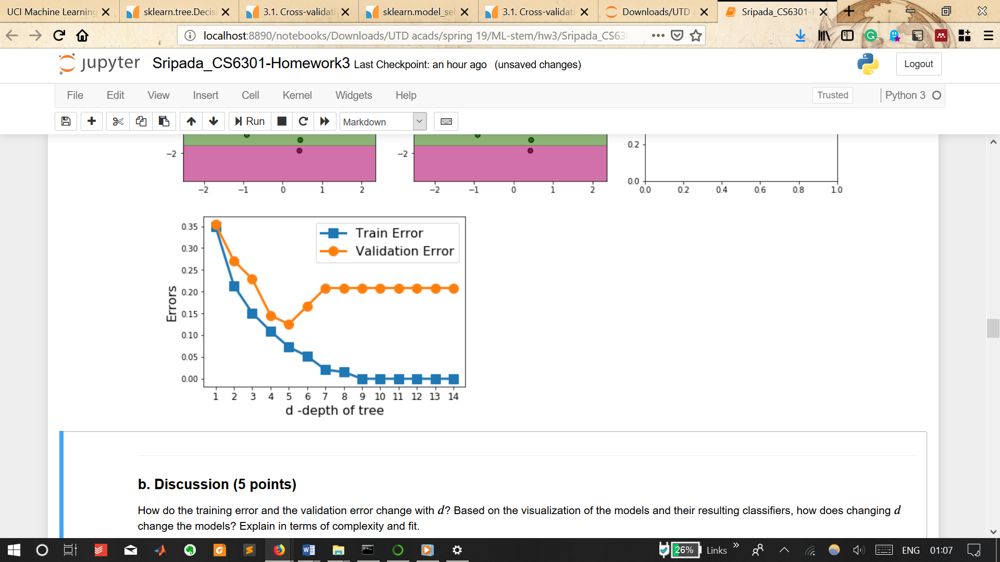 UCI Machine Learning
sklearn.tree.Decisi
3.1. Cross-validati
sklearn.model_sel
3.1. Cross-validati
Downloads/UTD a
Sripada_CS6301-H
localhost:8890/notebooks/Downloads/UTD acads/spring 19/ML-stem/hw3/Sripada_CS630
jupyter Sripada_CS6301-Homework3 Last Checkpoint: an hour ago (unsaved changes)
Logout
File Edit View Insert Cell Kernel Widgets Help
Trusted
Python 3
Run
Markdown
−2
−2 −1 0 1 2
−2
−2 −1 0 1 2
0.2
0.0
0.0 0.2 0.4 0.6 0.8 1.0
Train Error
Validation Error
0.35
0.30
0.25
0.20
0.15
0.10
0.05
0.00
Errors
1 2 3 4 5 6 7 8 9 10 11 12 13 14
d -depth of tree
b. Discussion (5 points)
How do the training error and the validation error change with d? Based on the visualization of the models and their resulting classifiers, how does changing d
change the models? Explain in terms of complexity and fit.
26%
Links
ENG
01:07